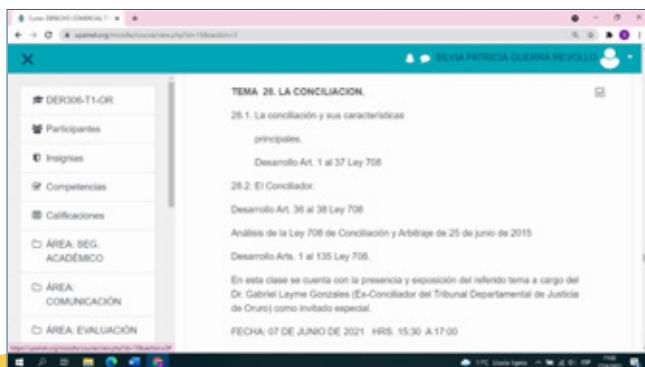 Curso: DERECHO COMERCIAL T
SILVIA PATRICIA GUERRA REVOLLO
DER306-T1-OR
Participantes
Insignias
Competencias
Calificaciones
ÁREA: SEG.
ACADÉMICO
ÁREA:
COMUNICACIÓN
ÁREA: EVALUACIÓN
TEMA 28. LA CONCILIACION.
28.1. La conciliación y sus características
principales.
Desarrollo Art. 1 al 37 Ley 708
28.2. El Conciliador.
Desarrollo Art. 36 al 38 Ley 708
Análisis de la Ley 708 de Conciliación y Arbitraje de 25 de junio de 2015
Desarrollo Arts. 1 al 135 Ley 708.
En esta clase se cuenta con la presencia y exposición del referido tema a cargo del
Dr. Gabriel Layme Gonzales (Ex-Conciliador del Tribunal Departamental de Justicia
de Oruro) como invitado especial.
FECHA: 07 DE JUNIO DE 2021 HRS. 15:30 A 17:00